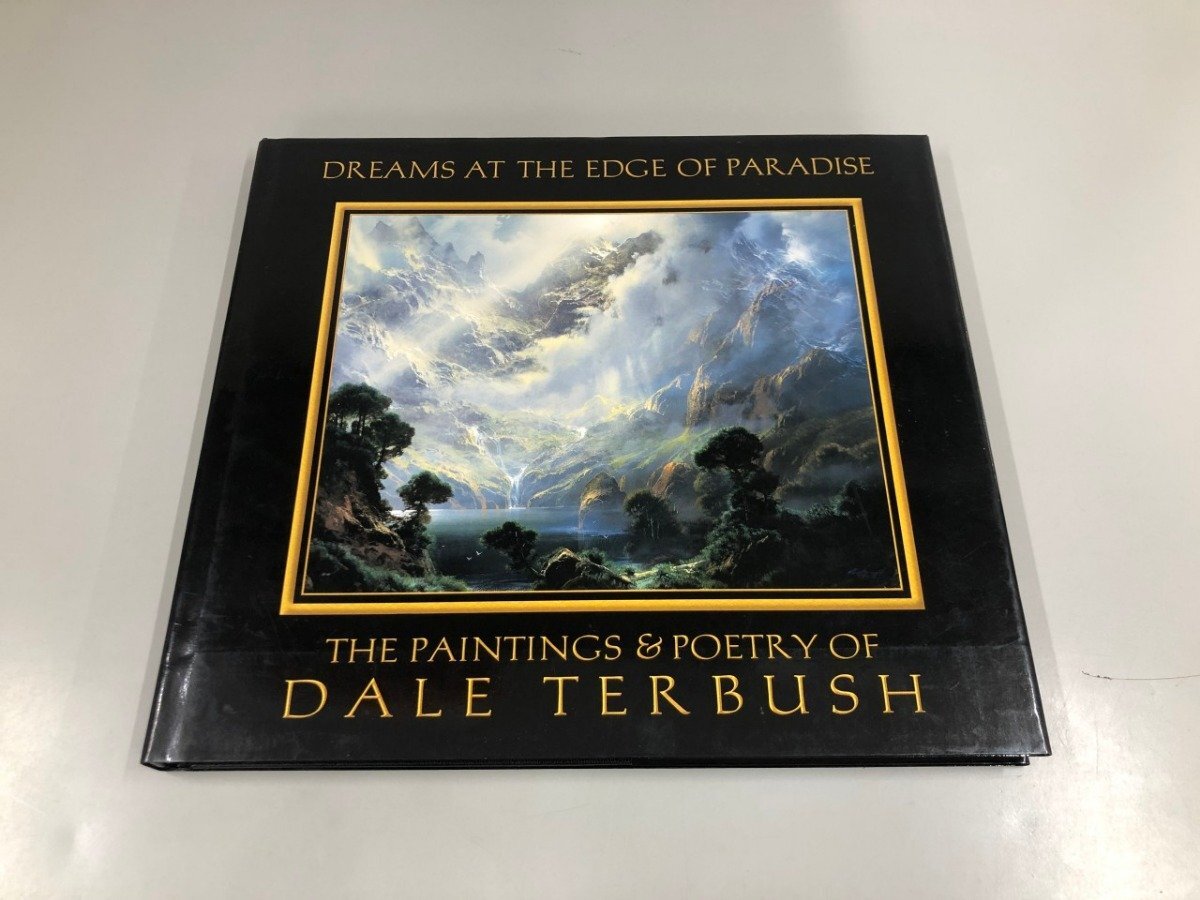 DREAMS AT THE EDGE OF PARADISE
THE PAINTINGS & POETRY OF
DALE TERBUSH